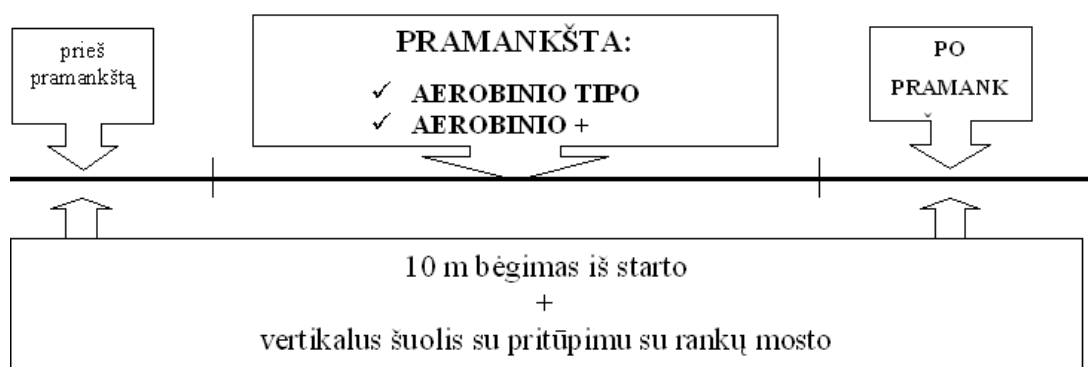 prieš
pramankštą
PRAMANKŠTA:
✓ AEROBINIO TIPO
✓ AEROBINIO +
PO
PRAMANK
10 m bėgimas iš starto
+
vertikalus šuolis su pritūpimu su rankų mosto